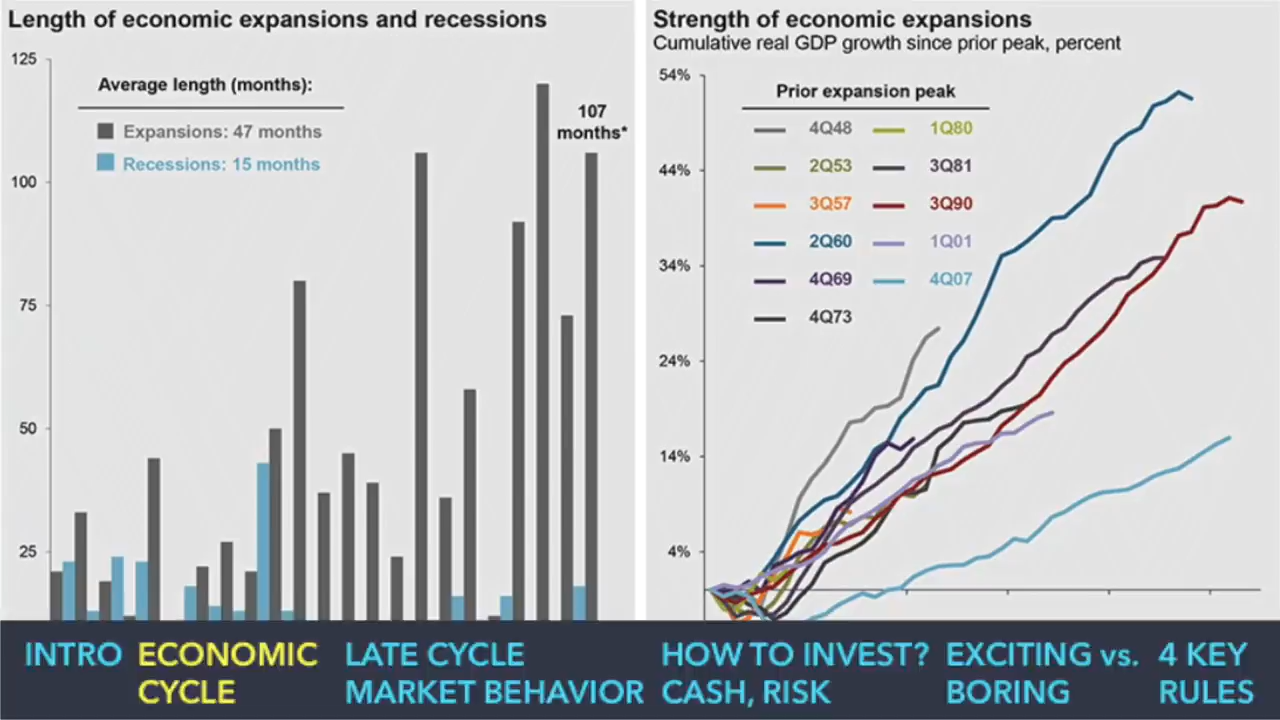 Length of economic expansions and recessions
125
Average length (months):
Expansions: 47 months
Recessions: 15 months
107
months*
100
75
50
25
Strength of economic expansions
Cumulative real GDP growth since prior peak, percent
54%
Prior expansion peak
4Q48
1Q80
2Q53
3Q81
3Q57
3Q90
2Q60
1Q01
4Q69
4Q07
4Q73
44%
34%
24%
14%
4%
INTRO
ECONOMIC
CYCLE
LATE CYCLE
MARKET BEHAVIOR
HOW TO INVEST?
CASH, RISK
EXCITING vs.
BORING
4 KEY
RULES